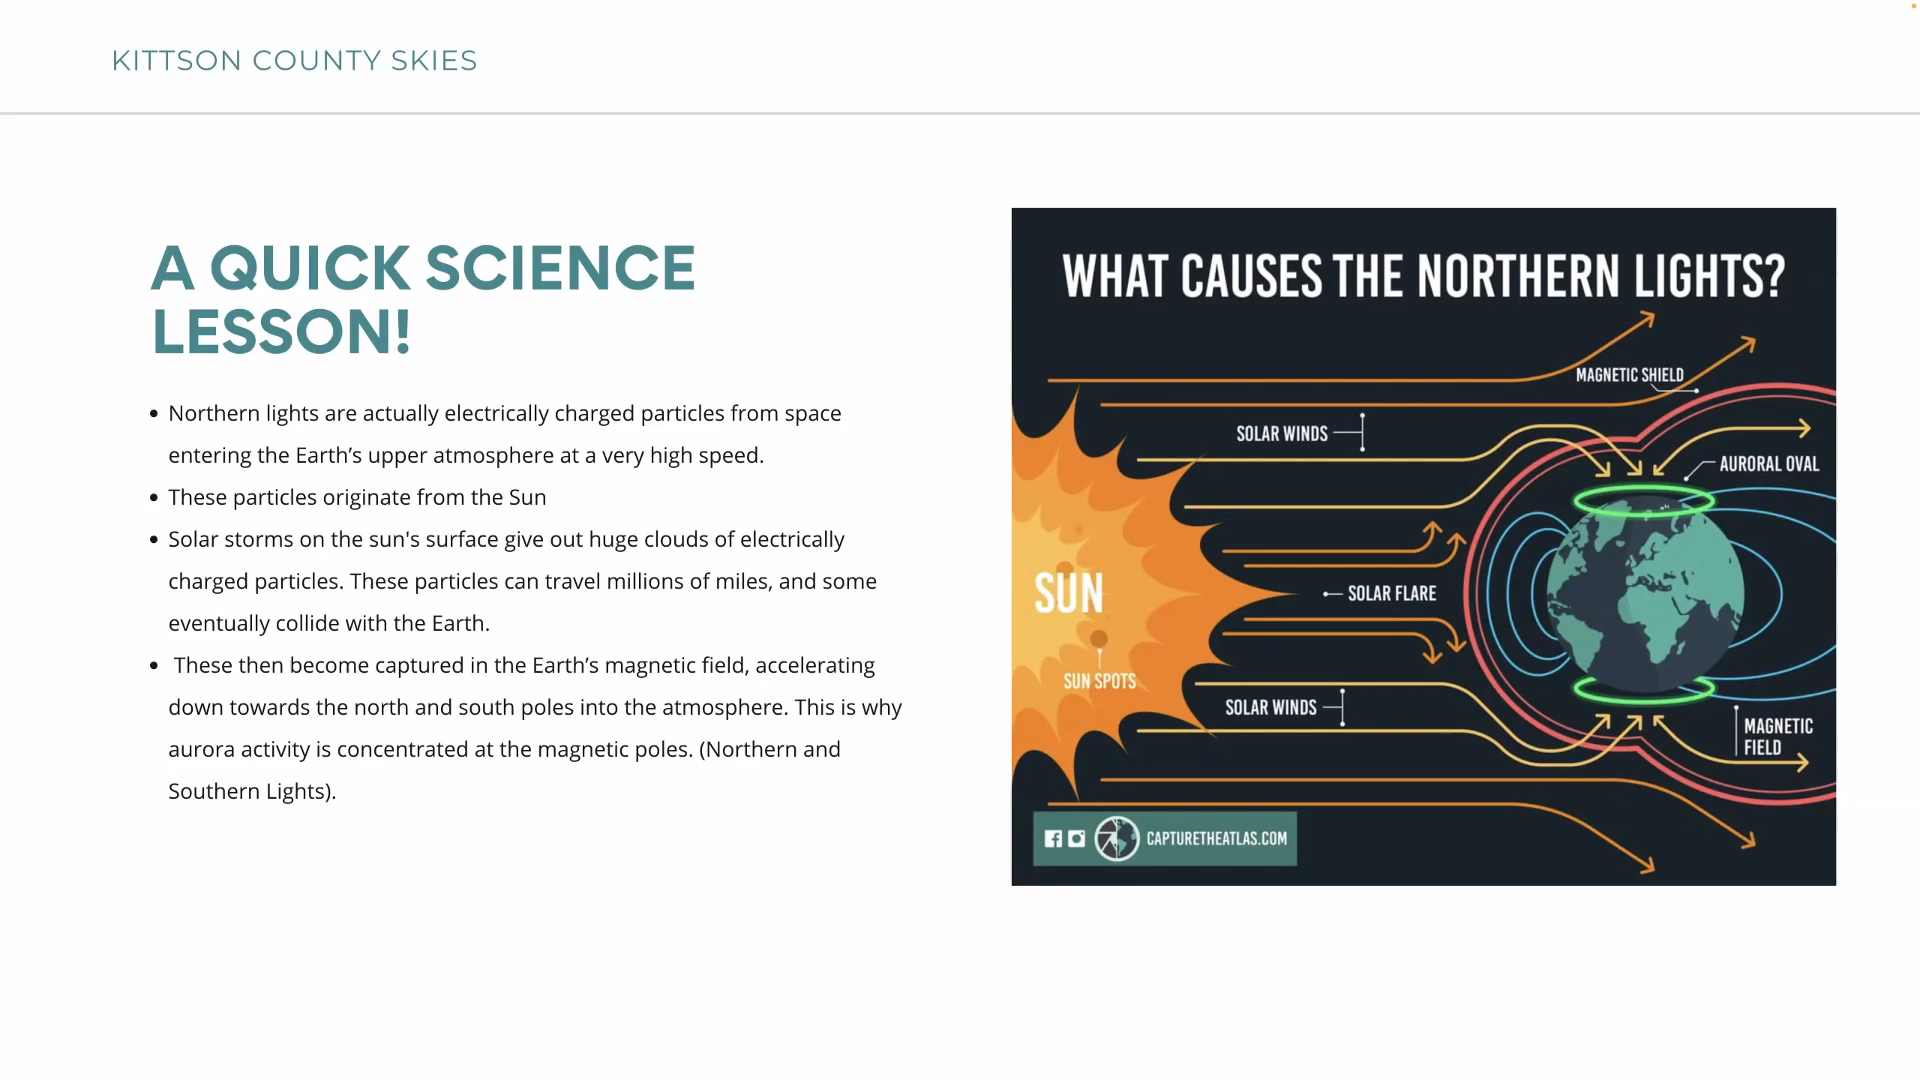 KITTSON COUNTY SKIES
A QUICK SCIENCE
LESSON!
• Northern lights are actually electrically charged particles from space
entering the Earth’s upper atmosphere at a very high speed.
• These particles originate from the Sun
• Solar storms on the sun's surface give out huge clouds of electrically
charged particles. These particles can travel millions of miles, and some
eventually collide with the Earth.
• These then become captured in the Earth’s magnetic field, accelerating
down towards the north and south poles into the atmosphere. This is why
aurora activity is concentrated at the magnetic poles. (Northern and
Southern Lights).
WHAT CAUSES THE NORTHERN LIGHTS?
MAGNETIC SHIELD
SOLAR WINDS
AURORAL OVAL
SUN
SOLAR FLARE
SUN SPOTS
SOLAR WINDS
MAGNETIC
FIELD
CAPTURETHEATLAS.COM